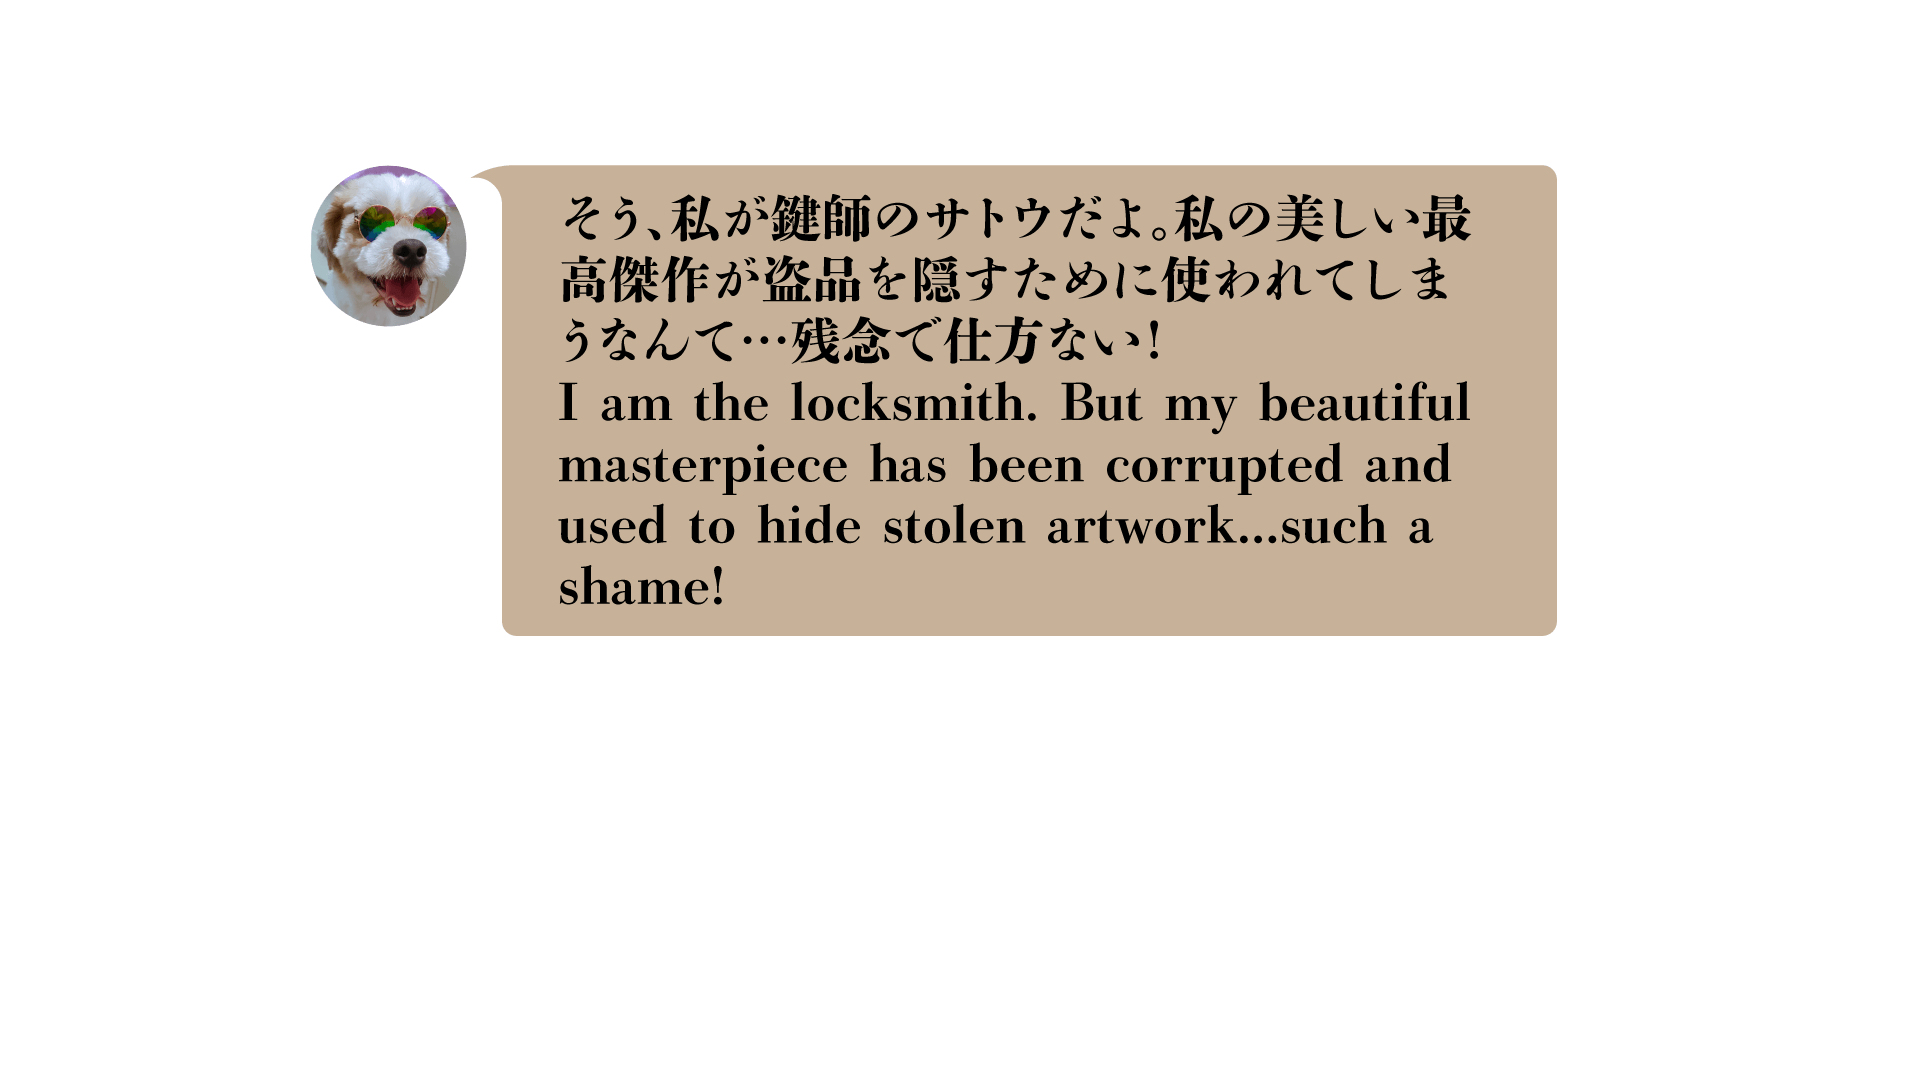 そう、私が鍵師のサトウだよ。私の美しい最
高傑作が盗品を隠すために使われてしま
うなんて…残念で仕方ない!
I am the locksmith. But my beautiful
masterpiece has been corrupted and
used to hide stolen artwork...such a
shame!